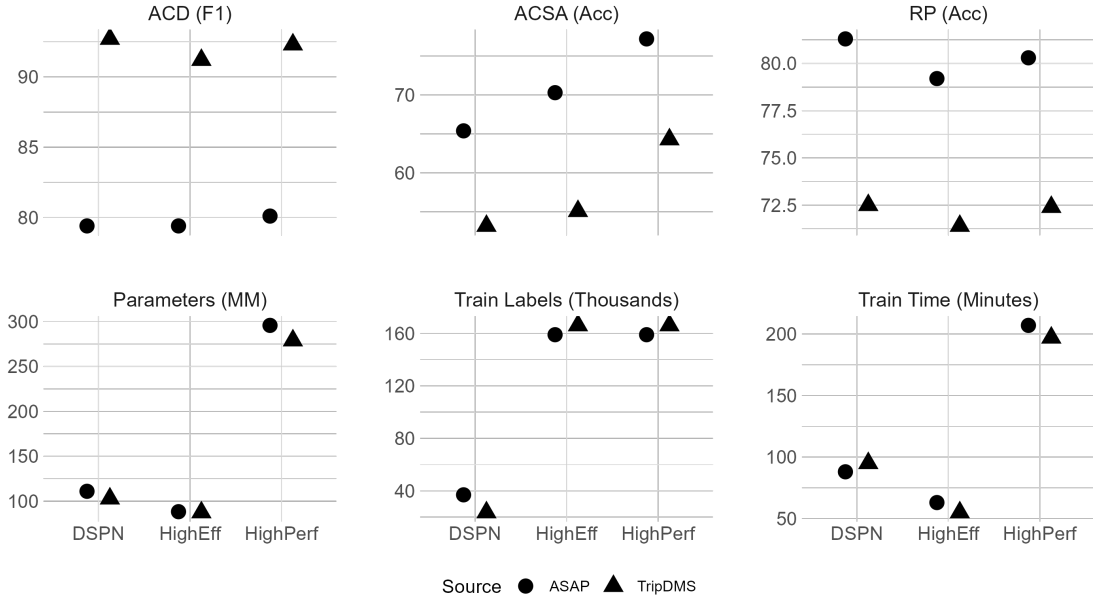 ACD (F1)
ACSA (Acc)
RP (Acc)
90
85
80
70
60
80.0
77.5
75.0
72.5
Parameters (MM)
Train Labels (Thousands)
Train Time (Minutes)
300
250
200
150
100
160
120
80
40
200
150
100
50
DSPN HighEff HighPerf
DSPN HighEff HighPerf
DSPN HighEff HighPerf
Source ASAP TripDMS